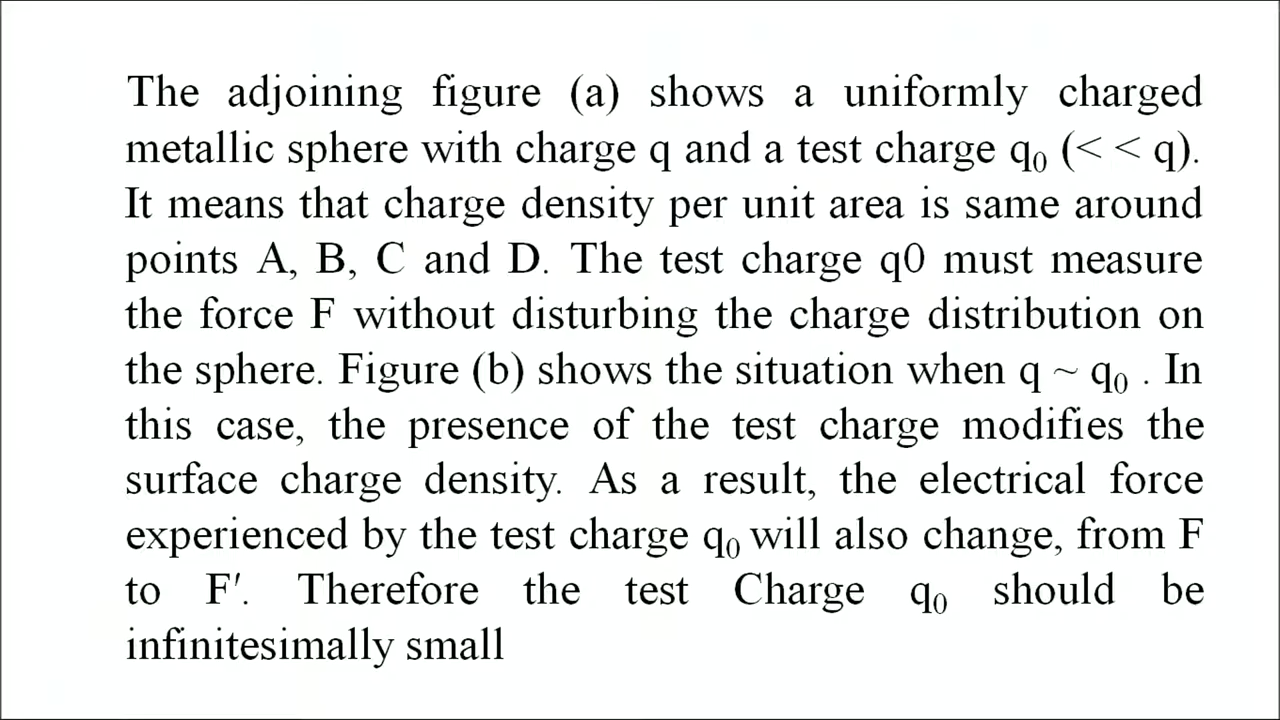 The adjoining figure (a) shows a uniformly charged
metallic sphere with charge q and a test charge q₀ (< < q).
It means that charge density per unit area is same around
points A, B, C and D. The test charge q0 must measure
the force F without disturbing the charge distribution on
the sphere. Figure (b) shows the situation when q ~ q₀ . In
this case, the presence of the test charge modifies the
surface charge density. As a result, the electrical force
experienced by the test charge q₀ will also change, from F
to F′. Therefore the test Charge q₀ should be
infinitesimally small